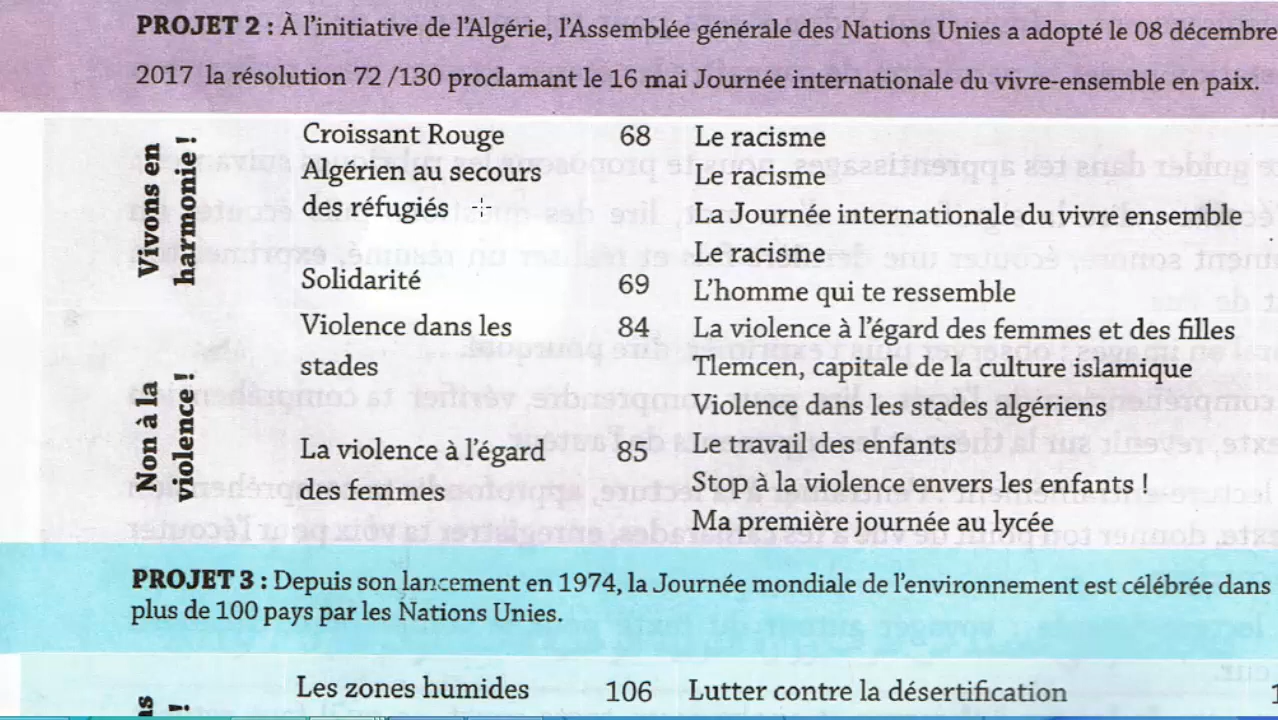 PROJET 2 : À l'initiative de l'Algérie, l'Assemblée générale des Nations Unies a adopté le 08 décembre
2017 la résolution 72 /130 proclamant le 16 mai Journée internationale du vivre-ensemble en paix.
Vivons en
harmonie !
Croissant Rouge 68
Algérien au secours
des réfugiés
Solidarité 69
Le racisme
Le racisme
La Journée internationale du vivre ensemble
Le racisme
L'homme qui te ressemble
Non à la
violence !
Violence dans les 84
stades
La violence à l'égard 85
des femmes
La violence à l'égard des femmes et des filles
Tlemcen, capitale de la culture islamique
Violence dans les stades algériens
Le travail des enfants
Stop à la violence envers les enfants !
Ma première journée au lycée
PROJET 3 : Depuis son lancement en 1974, la Journée mondiale de l'environnement est célébrée dans
plus de 100 pays par les Nations Unies.
Les zones humides 106 Lutter contre la désertification